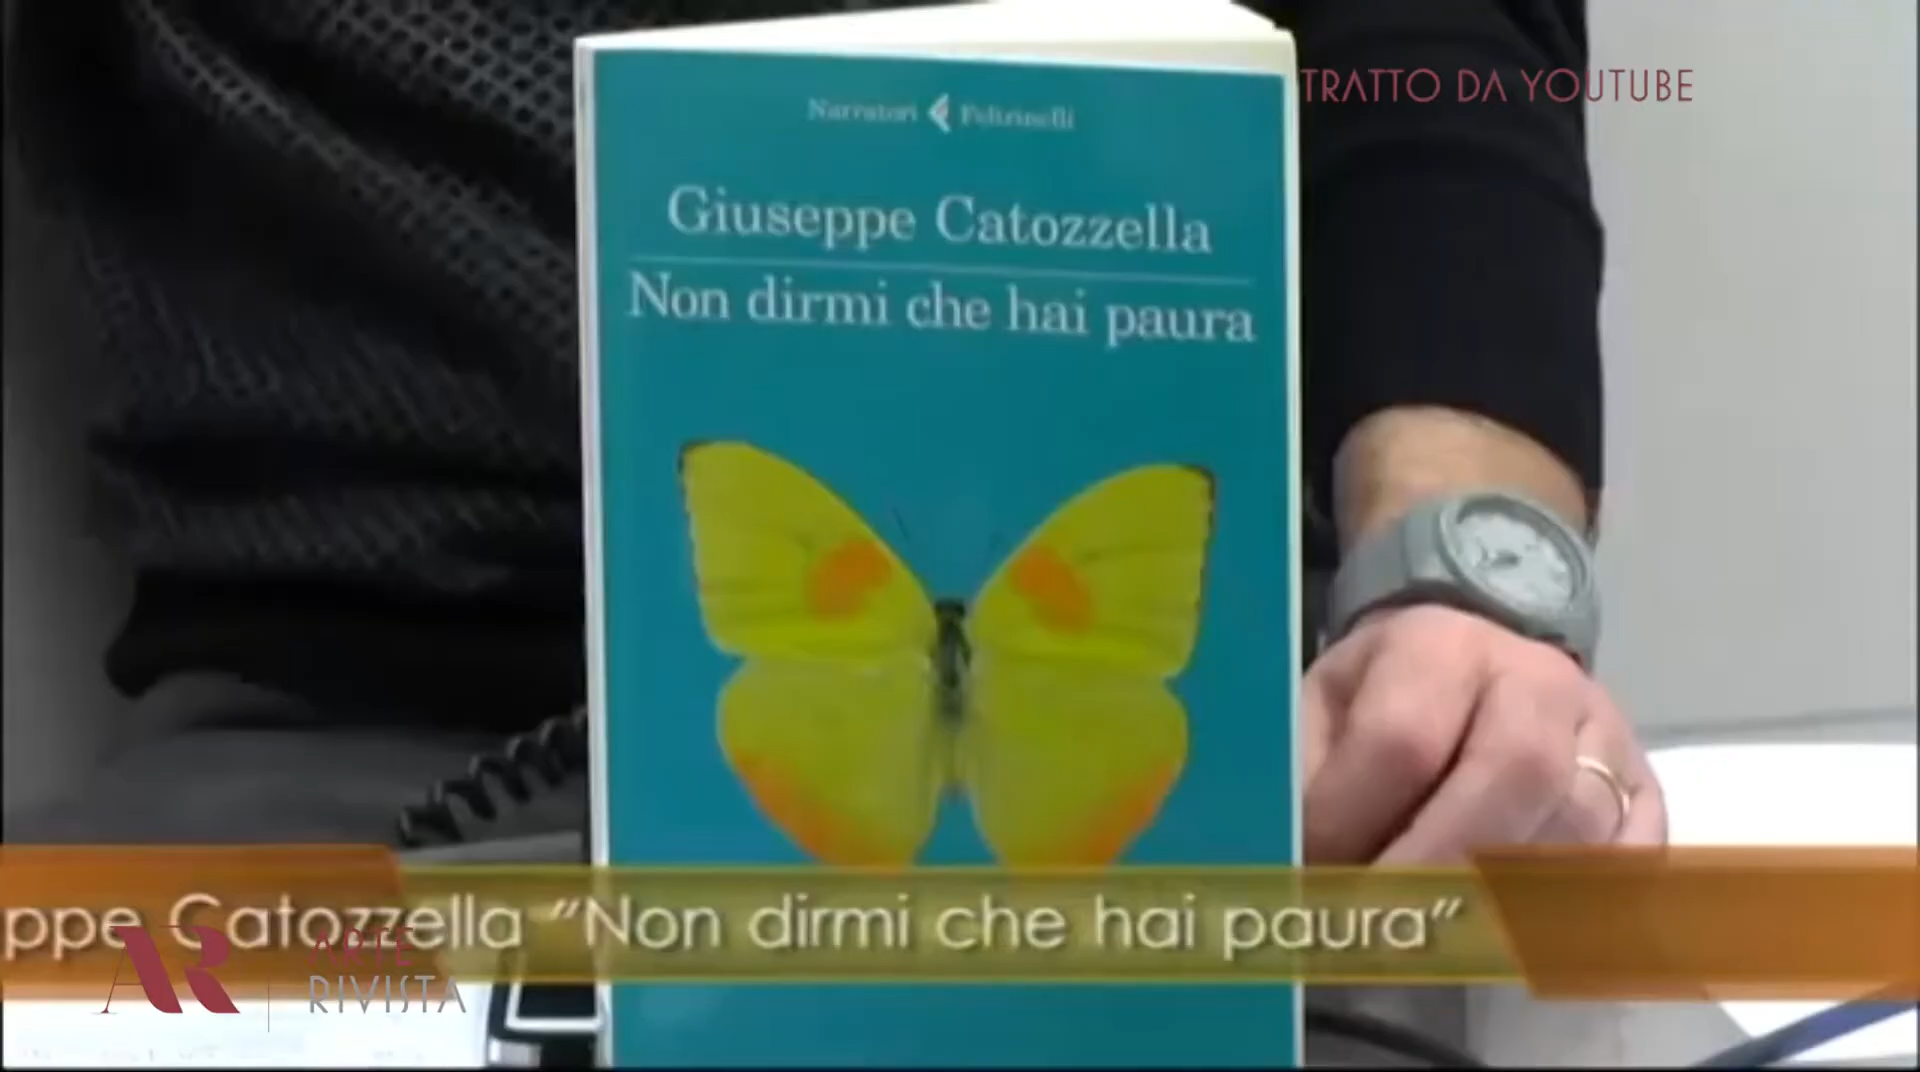 TRATTO DA YOUTUBE
Narratori Feltrinelli
Giuseppe Catozzella
Non dirmi che hai paura
ppe Catozzella "Non dirmi che hai paura"
AR ARTE
RIVISTA